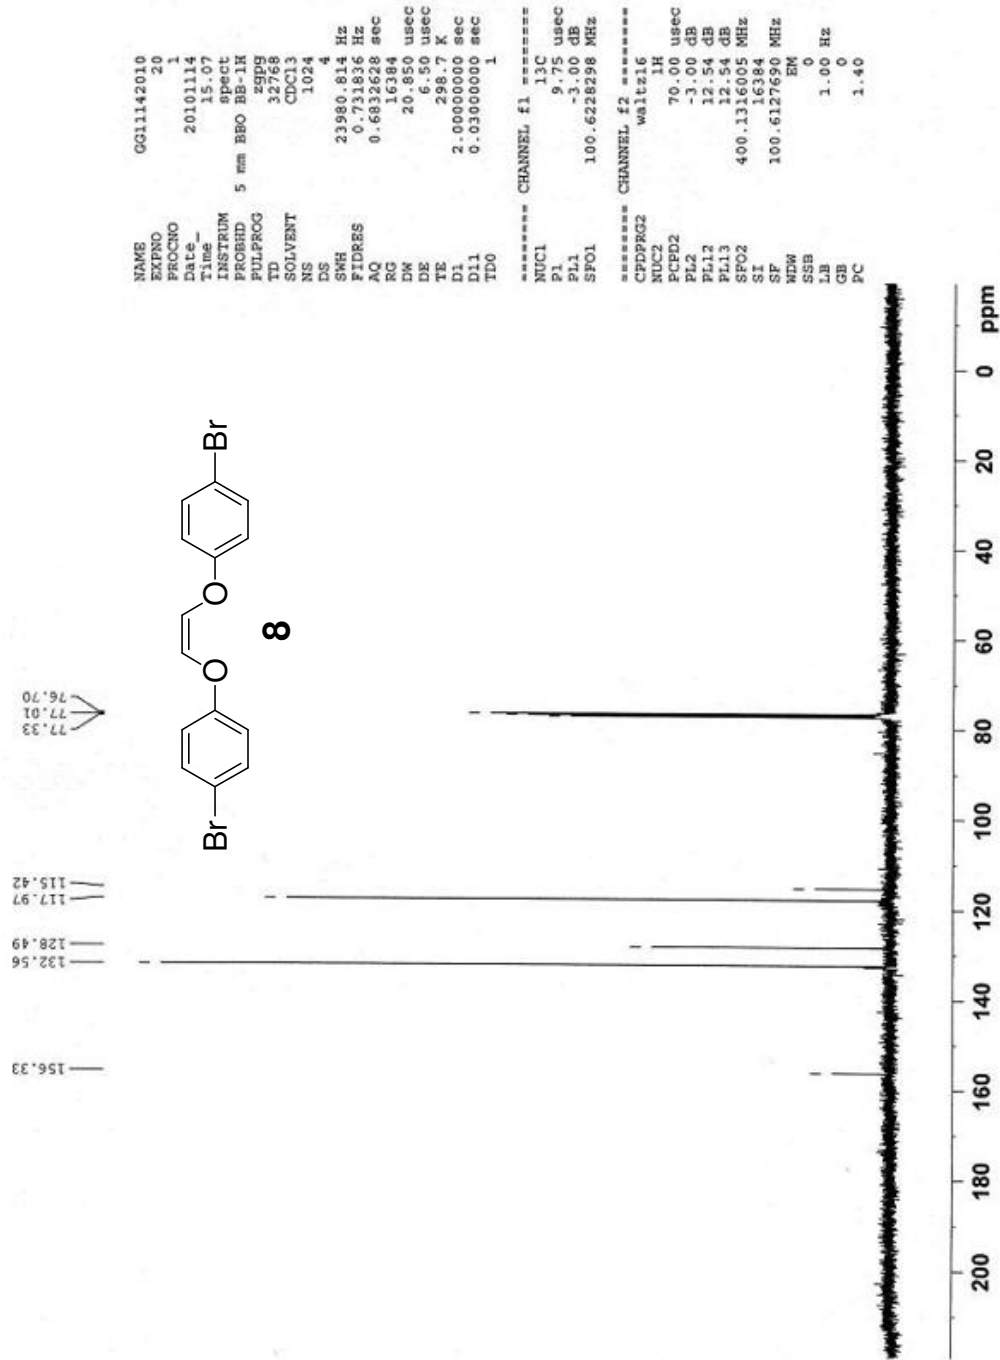 156.33
132.56
128.49
117.97
115.42
77.33
77.01
76.70
Br
O
O
Br
8
NAME GG11142010
EXPNO 20
PROCNO 1
Date_ 20101114
Time 15.07
INSTRUM spect
PROBHD 5 mm BBO BB-1H
PULPROG zgpg
TD 32768
SOLVENT CDCl3
NS 1024
DS 4
SWH 23980.814 Hz
FIDRES 0.731836 Hz
AQ 0.6832628 sec
RG 16384
DW 20.850 usec
DE 6.50 usec
TE 298.7 K
D1 2.00000000 sec
D11 0.03000000 sec
TD0 1
======== CHANNEL f1 ========
NUC1 13C
P1 9.75 usec
PL1 -3.00 dB
SFO1 100.6228298 MHz
======== CHANNEL f2 ========
CPDPRG2 waltz16
NUC2 1H
PCPD2 70.00 usec
PL2 -3.00 dB
PL12 12.54 dB
PL13 12.54 dB
SFO2 400.1316005 MHz
SI 16384
SF 100.6127690 MHz
WDW EM
SSB 0
LB 1.00 Hz
GB 0
PC 1.40
200 180 160 140 120 100 80 60 40 20 0 ppm